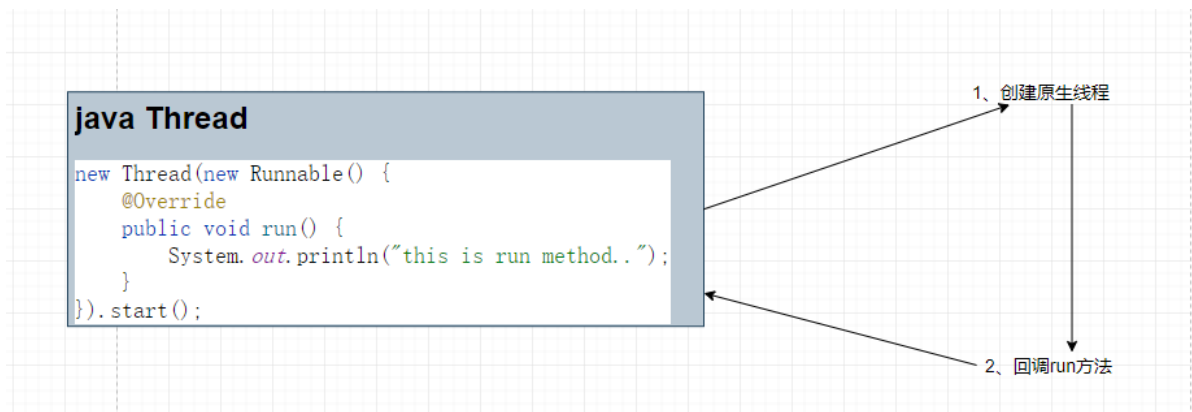 java Thread
new Thread(new Runnable() {
@Override
public void run() {
System.out.println("this is run method..");
}
}).start();
1、创建原生线程
2、回调run方法